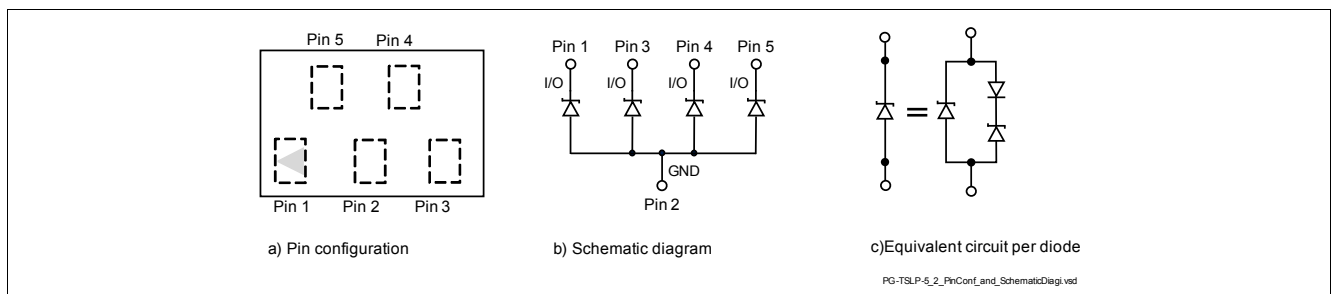 Pin 5 Pin 4
Pin 1 Pin 2 Pin 3
a) Pin configuration
Pin 1 Pin 3 Pin 4 Pin 5
I/O I/O I/O I/O
GND
Pin 2
b) Schematic diagram
=
c)Equivalent circuit per diode
PG-TSLP-5_2_PinConf_and_SchematicDiagi.vsd